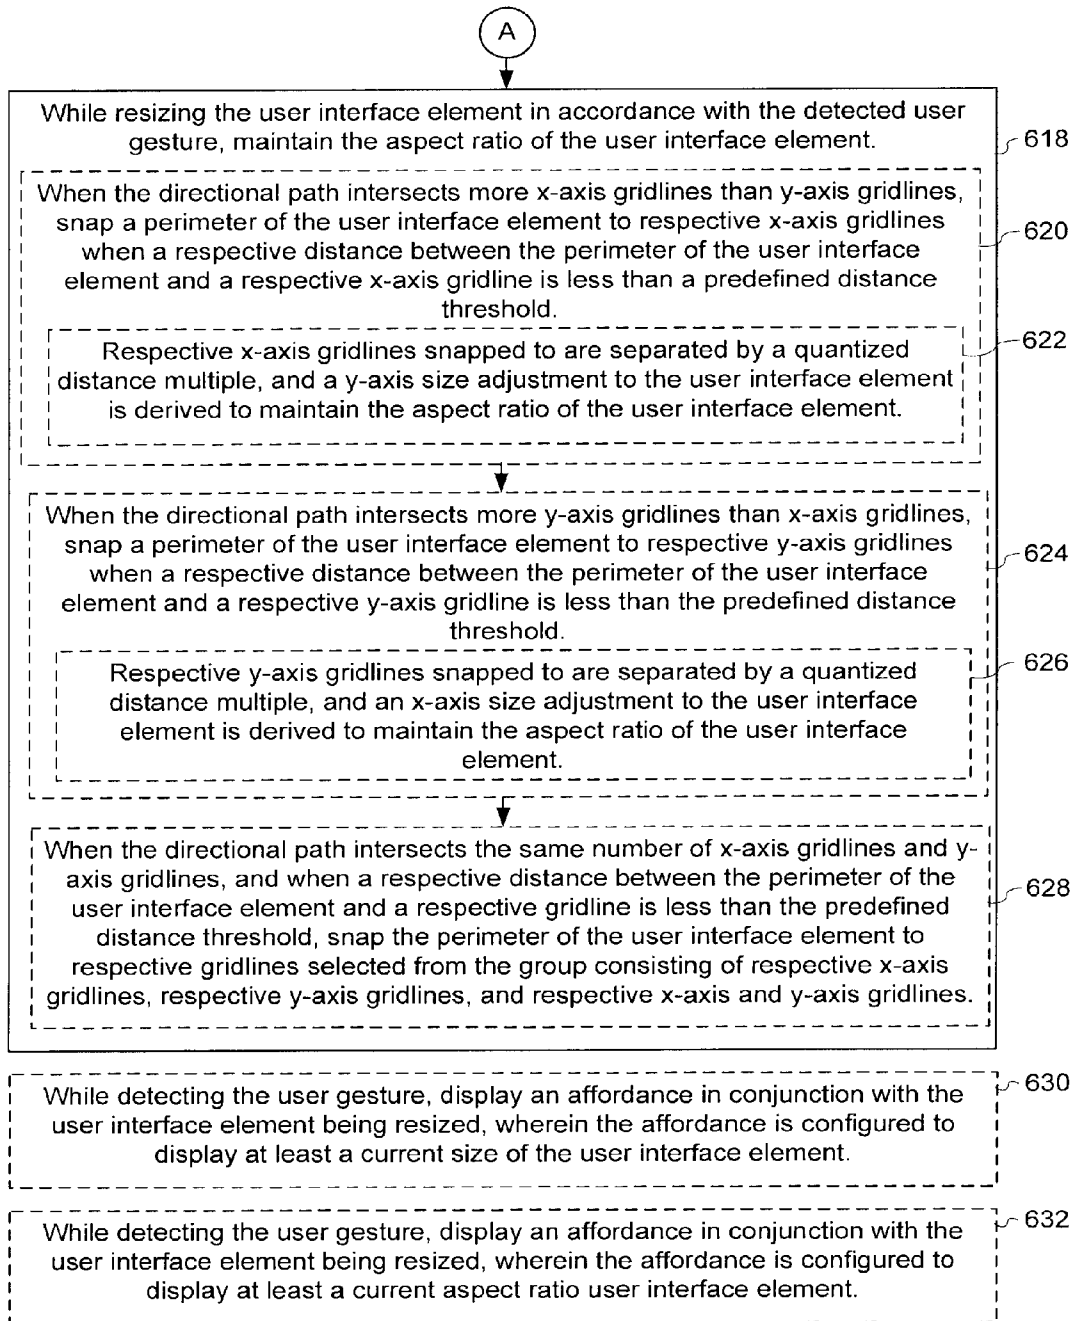 A
While resizing the user interface element in accordance with the detected user
gesture, maintain the aspect ratio of the user interface element.
618
When the directional path intersects more x-axis gridlines than y-axis gridlines,
snap a perimeter of the user interface element to respective x-axis gridlines
when a respective distance between the perimeter of the user interface
element and a respective x-axis gridline is less than a predefined distance
threshold.
620
Respective x-axis gridlines snapped to are separated by a quantized
distance multiple, and a y-axis size adjustment to the user interface element
is derived to maintain the aspect ratio of the user interface element.
622
When the directional path intersects more y-axis gridlines than x-axis gridlines,
snap a perimeter of the user interface element to respective y-axis gridlines
when a respective distance between the perimeter of the user interface
element and a respective y-axis gridline is less than the predefined distance
threshold.
624
Respective y-axis gridlines snapped to are separated by a quantized
distance multiple, and an x-axis size adjustment to the user interface
element is derived to maintain the aspect ratio of the user interface
element.
626
When the directional path intersects the same number of x-axis gridlines and y-
axis gridlines, and when a respective distance between the perimeter of the
user interface element and a respective gridline is less than the predefined
distance threshold, snap the perimeter of the user interface element to
respective gridlines selected from the group consisting of respective x-axis
gridlines, respective y-axis gridlines, and respective x-axis and y-axis gridlines.
628
While detecting the user gesture, display an affordance in conjunction with the
user interface element being resized, wherein the affordance is configured to
display at least a current size of the user interface element.
630
While detecting the user gesture, display an affordance in conjunction with the
user interface element being resized, wherein the affordance is configured to
display at least a current aspect ratio user interface element.
632